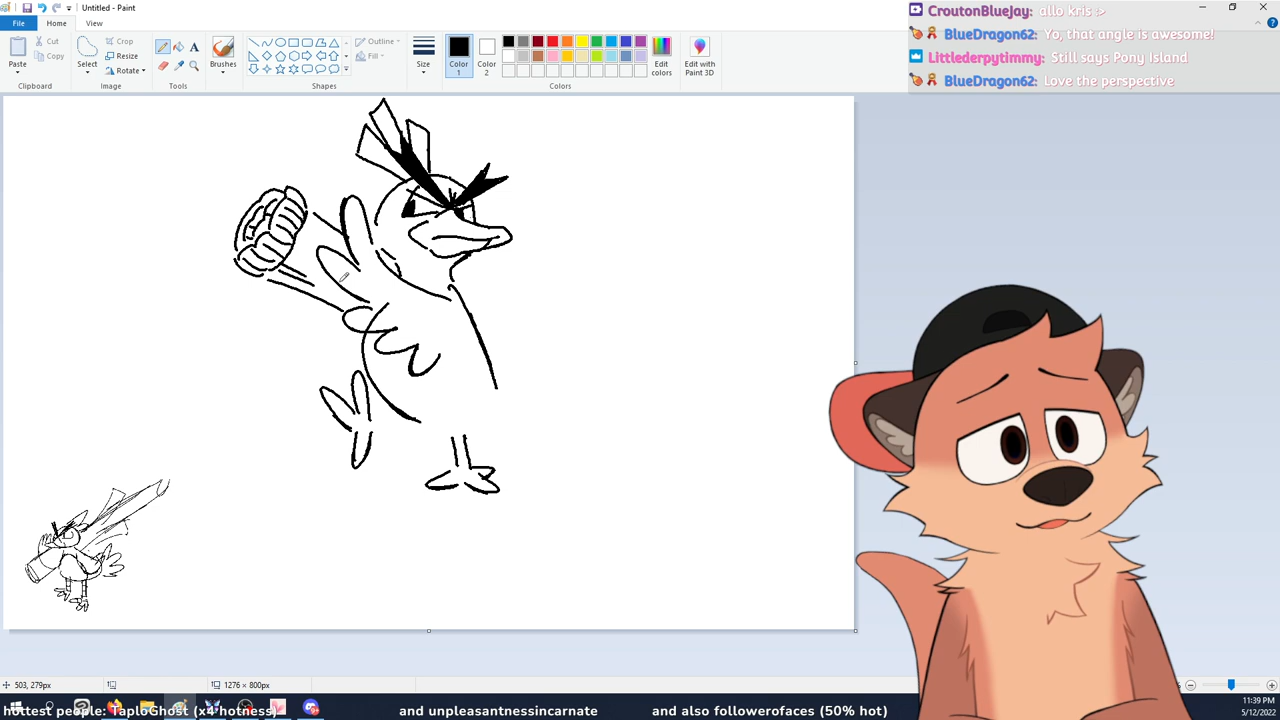 Untitled - Paint
File
Home
View
Paste
Cut
Copy
Clipboard
Select
Crop
Resize
Rotate
Image
Tools
Brushes
Shapes
Outline
Fill
Size
Color 1
Color 2
Edit colors
Edit with Paint 3D
Colors
CroutonBluejay: allo kris :>
BlueDragon62: Yo, that angle is awesome!
Littlederpytimmy: Still says Pony Island
BlueDragon62: Love the perspective
503, 279px
1276 × 800px
11:39 PM
5/12/2022
hottest people: TaploGhost (x4 hotness)
and unpleasantnessincarnate
and also followerofaces (50% hot)